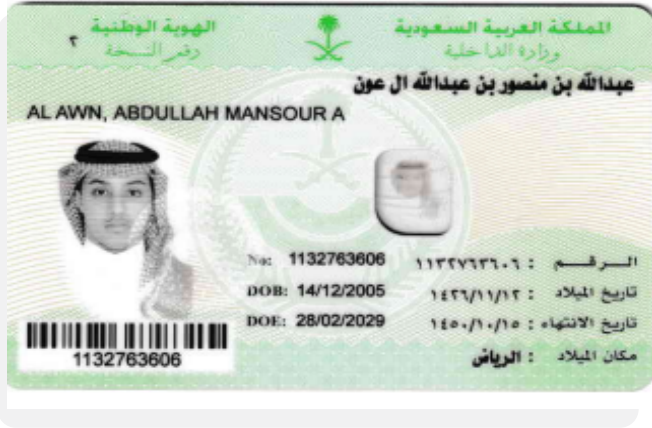 المملكة العربية السعودية
وزارة الداخلية
الهوية الوطنية
رقم النسخة ٢
عبدالله بن منصور بن عبدالله ال عون
AL AWN, ABDULLAH MANSOUR A
No: 1132763606
الرقم : ١١٣٢٧٦٣٦٠٦
DOB: 14/12/2005
تاريخ الميلاد : ١٤٢٦/١١/١٢
DOE: 28/02/2029
تاريخ الانتهاء : ١٤٥٠/١٠/١٥
مكان الميلاد : الرياض
1132763606